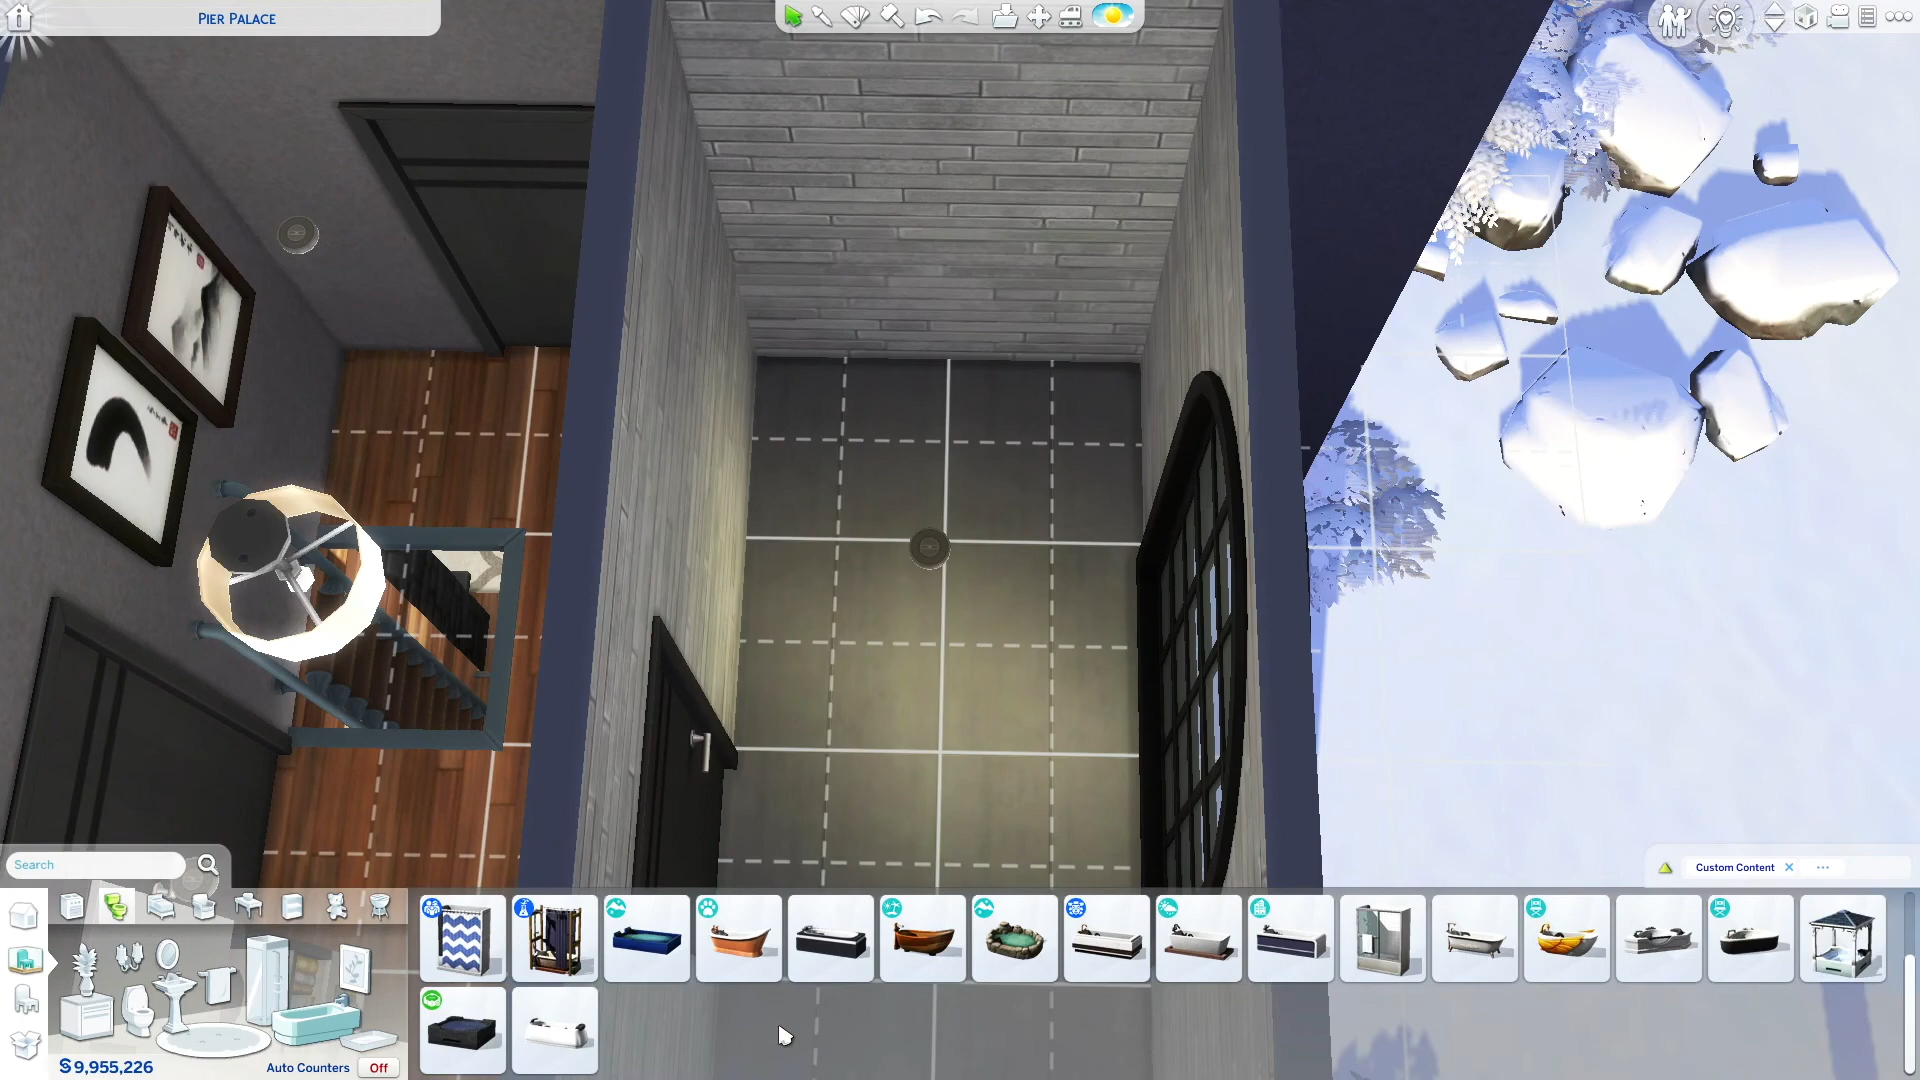 PIER PALACE
Search
Custom Content
§9,955,226
Auto Counters
Off